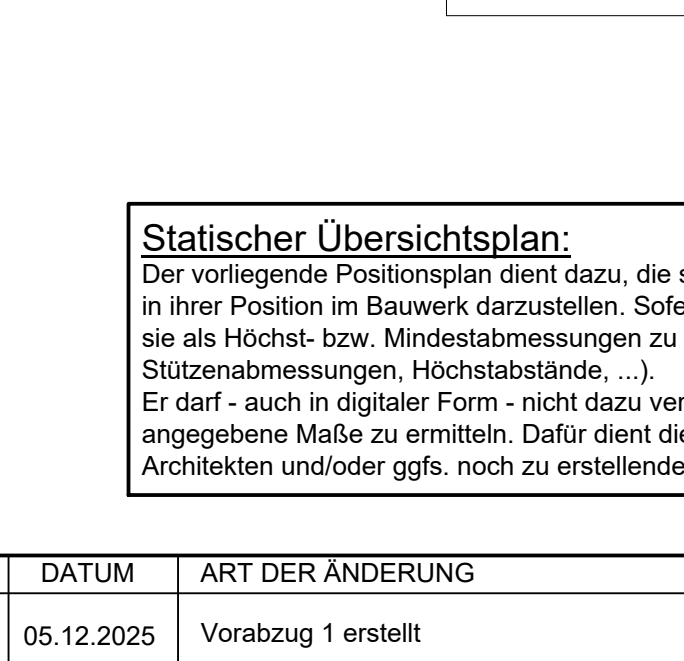 Statischer Übersichtsplan:
Der vorliegende Positionsplan dient dazu, die
in ihrer Position im Bauwerk darzustellen.
sie als Höchst- bzw. Mindestabmessungen zu
Stützenabmessungen, Höchstabstände, ...).
Er darf - auch in digitaler Form - nicht dazu
angegebene Maße zu ermitteln. Dafür dient
Architekten und/oder ggfs. noch zu
DATUM ART DER ÄNDERUNG
05.12.2025 Vorabzug 1 erstellt